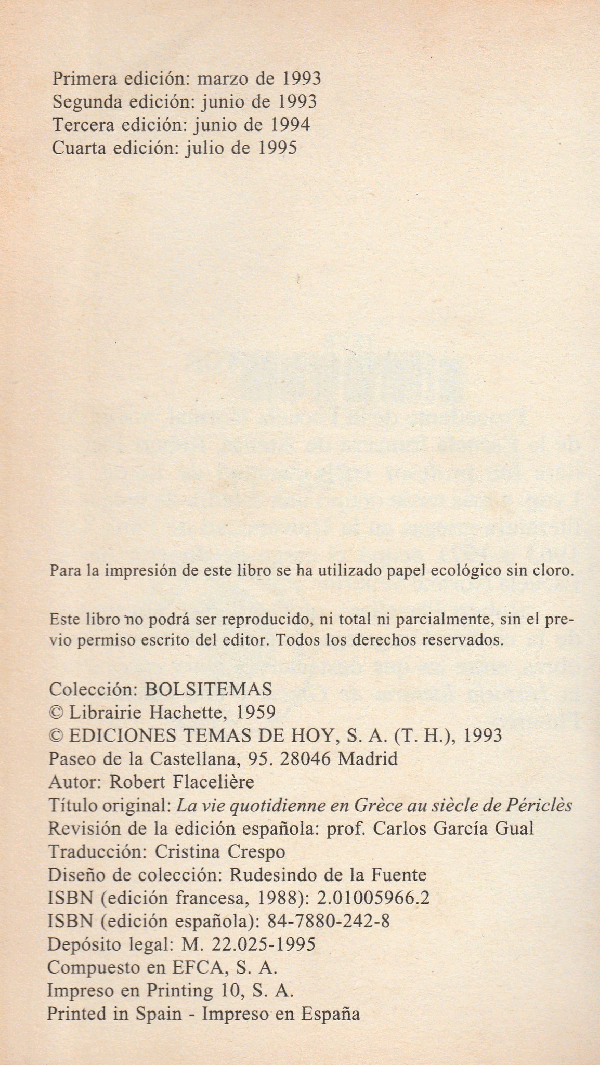 Primera edición: marzo de 1993
Segunda edición: junio de 1993
Tercera edición: junio de 1994
Cuarta edición: julio de 1995
Para la impresión de este libro se ha utilizado papel ecológico sin cloro.
Este libro no podrá ser reproducido, ni total ni parcialmente, sin el pre-
vio permiso escrito del editor. Todos los derechos reservados.
Colección: BOLSITEMAS
© Librairie Hachette, 1959
© EDICIONES TEMAS DE HOY, S. A. (T. H.), 1993
Paseo de la Castellana, 95. 28046 Madrid
Autor: Robert Flacelière
Título original: La vie quotidienne en Grèce au siècle de Périclès
Revisión de la edición española: prof. Carlos García Gual
Traducción: Cristina Crespo
Diseño de colección: Rudesindo de la Fuente
ISBN (edición francesa, 1988): 2.01005966.2
ISBN (edición española): 84-7880-242-8
Depósito legal: M. 22.025-1995
Compuesto en EFCA, S. A.
Impreso en Printing 10, S. A.
Printed in Spain - Impreso en España